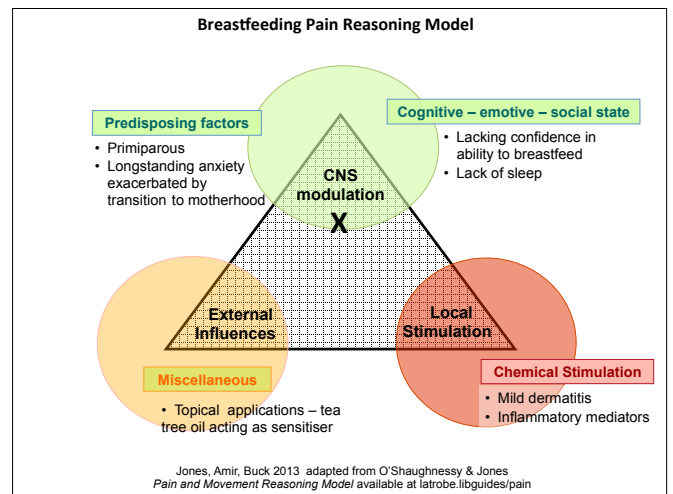 Breastfeeding Pain Reasoning Model
Predisposing factors
• Primiparous
• Longstanding anxiety
exacerbated by
transition to motherhood
Cognitive – emotive – social state
• Lacking confidence in
ability to breastfeed
• Lack of sleep
CNS
modulation
X
External
Influences
Local
Stimulation
Miscellaneous
• Topical applications – tea
tree oil acting as sensitiser
Chemical Stimulation
• Mild dermatitis
• Inflammatory mediators
Jones, Amir, Buck 2013 adapted from O'Shaughnessy & Jones
Pain and Movement Reasoning Model available at latrobe.libguides/pain